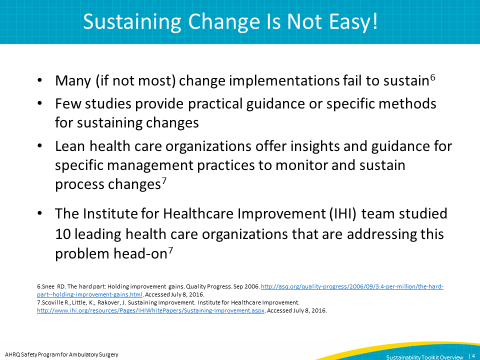 Sustaining Change Is Not Easy!
• Many (if not most) change implementations fail to sustain6
• Few studies provide practical guidance or specific methods
for sustaining changes
• Lean health care organizations offer insights and guidance for
specific management practices to monitor and sustain
process changes7
• The Institute for Healthcare Improvement (IHI) team studied
10 leading health care organizations that are addressing this
problem head-on7
6.Snee RD. The hard part: Holding improvement gains. Quality Progress. Sep 2006. http://asq.org/quality-progress/2006/09/3.4-per-million/the-hard-
part--holding-improvement-gains.html. Accessed July 8, 2016.
7.Scoville R., Little, K., Rakover, J. Sustaining Improvement. Institute for Healthcare Improvement.
http://www.ihi.org/resources/Pages/IHIWhitePapers/Sustaining-Improvement.aspx. Accessed July 8, 2016.
AHRQ Safety Program for Ambulatory Surgery
Sustainability Toolkit Overview | 4